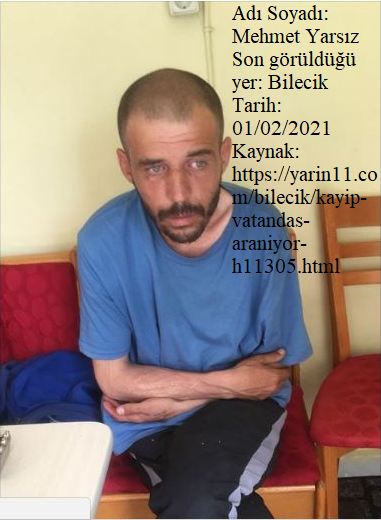 Adı Soyadı:
Mehmet Yarsız
Son görüldüğü
yer: Bilecik
Tarih:
01/02/2021
Kaynak:
https://yarin11.co
m/bilecik/kayip-
vatandas-
araniyor-
h11305.html